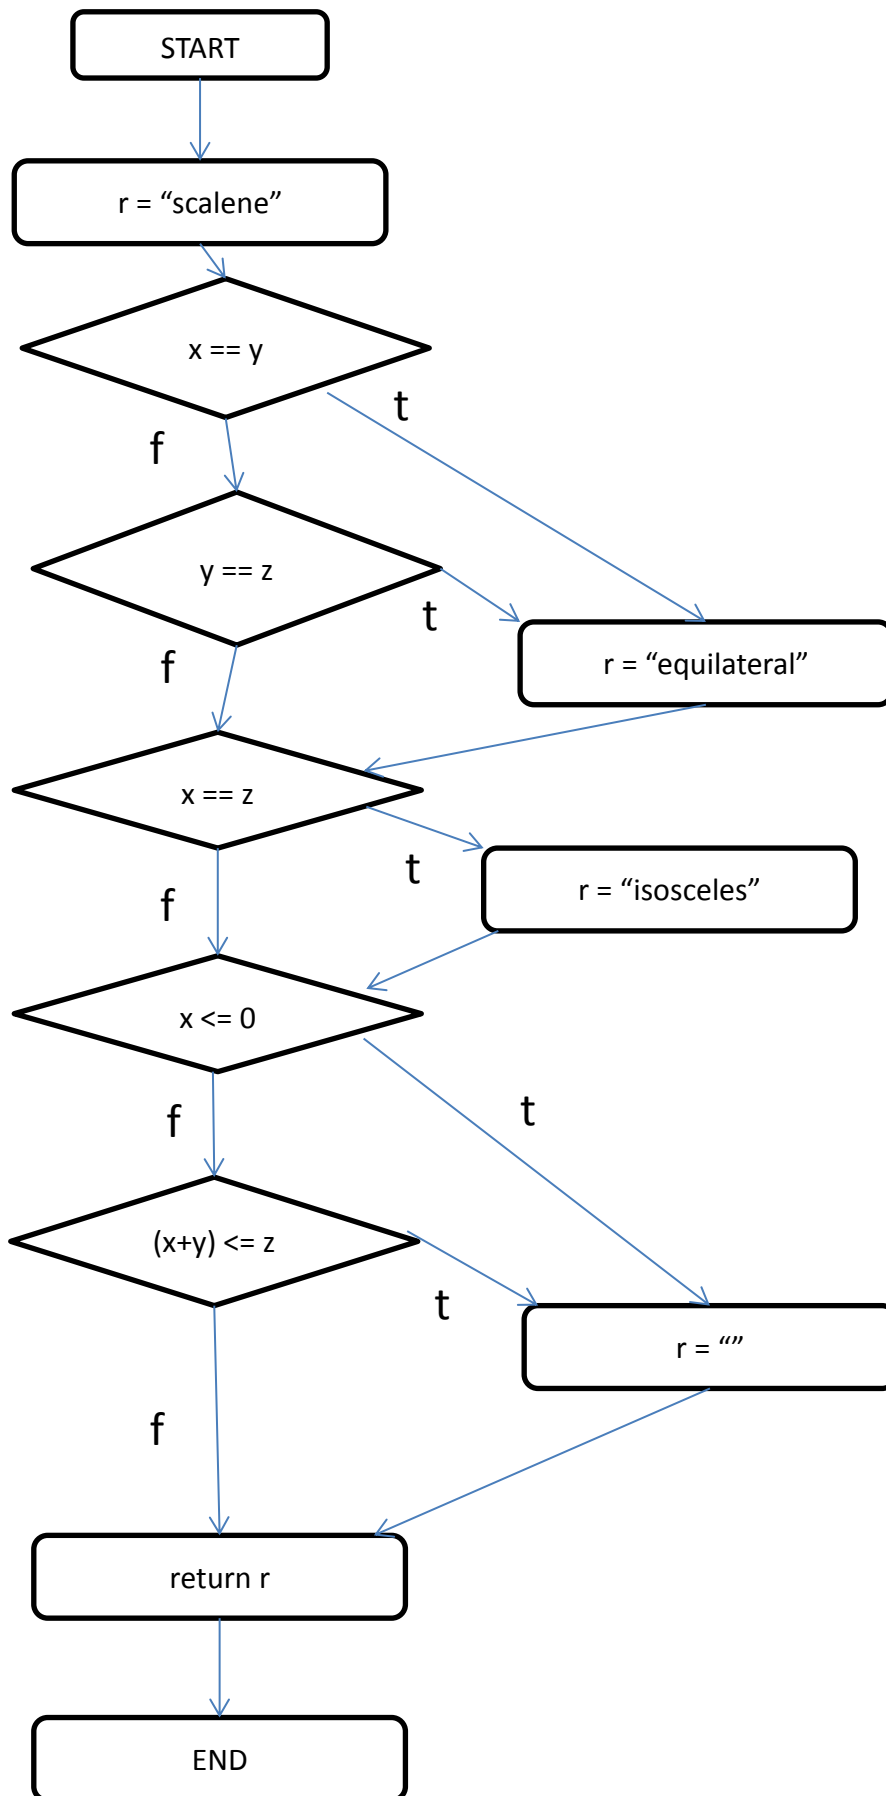 START
r = “scalene”
x == y
t
f
y == z
t
f
r = “equilateral”
x == z
t
f
r = “isosceles”
x <= 0
t
f
(x+y) <= z
t
r = “”
f
return r
END